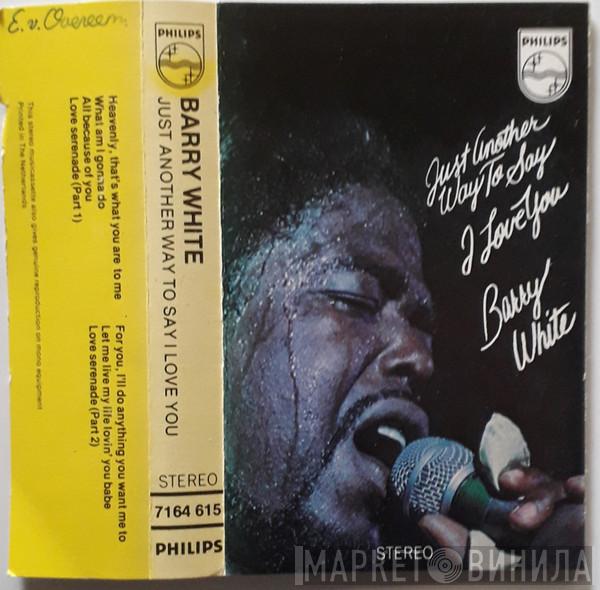 E. v.
Heavenly, that's what you are to me
What am i gonna do
All because of you
Love serenade (Part 1)
For you, I'll do anything you want me to
Let me live my life lovin' you babe
Love serenade (Part 2)
This stereo musicassette also gives genuine reproduction on mono equipment
Printed in The Netherlands
PHILIPS
BARRY WHITE
JUST ANOTHER WAY TO SAY I LOVE YOU
STEREO
7164 615
PHILIPS
PHILIPS
Just Another
Way To Say
I Love You
Barry
White
STEREO
МАРКЕТ ВИНИЛА